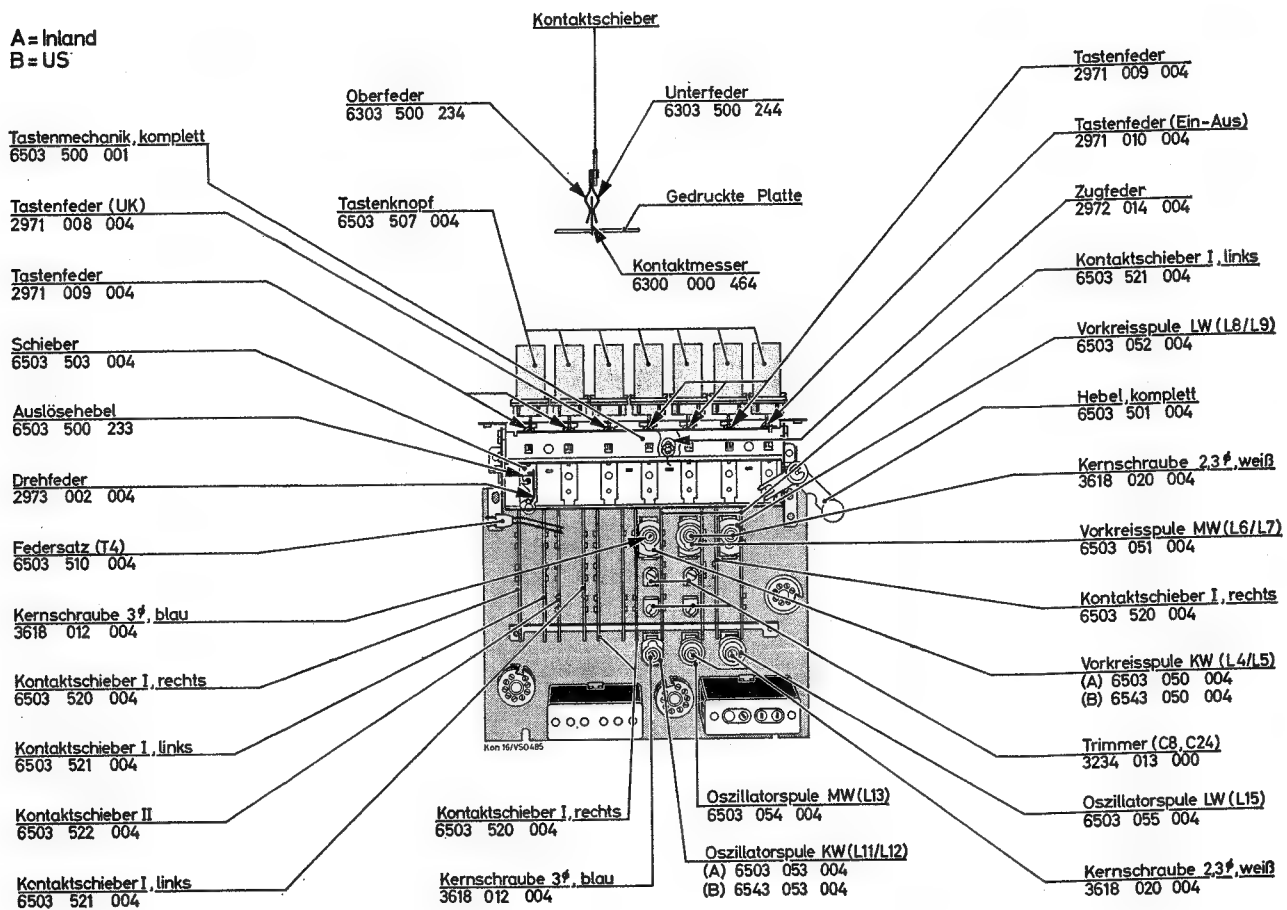 A = Inland
B = US
Kontaktschieber
Oberfeder
6303 500 234
Unterfeder
6303 500 244
Gedruckte Platte
Kontaktmesser
6300 000 464
Tastenknopf
6503 507 004
Tastenmechanik, komplett
6503 500 001
Tastenfeder (UK)
2971 008 004
Tastenfeder
2971 009 004
Schieber
6503 503 004
Auslösehebel
6503 500 233
Drehfeder
2973 002 004
Federsatz (T4)
6503 510 004
Kernschraube 3⌀, blau
3618 012 004
Kontaktschieber I, rechts
6503 520 004
Kontaktschieber I, links
6503 521 004
Kontaktschieber II
6503 522 004
Kontaktschieber I, links
6503 521 004
Kon 16/VS0485
Kontaktschieber I, rechts
6503 520 004
Kernschraube 3⌀, blau
3618 012 004
Oszillatorspule MW (L13)
6503 054 004
Oszillatorspule KW (L11/L12)
(A) 6503 053 004
(B) 6543 053 004
Tastenfeder
2971 009 004
Tastenfeder (Ein-Aus)
2971 010 004
Zugfeder
2972 014 004
Kontaktschieber I, links
6503 521 004
Vorkreisspule LW (L8/L9)
6503 052 004
Hebel, komplett
6503 501 004
Kernschraube 2,3⌀, weiß
3618 020 004
Vorkreisspule MW (L6/L7)
6503 051 004
Kontaktschieber I, rechts
6503 520 004
Vorkreisspule KW (L4/L5)
(A) 6503 050 004
(B) 6543 050 004
Trimmer (C8, C24)
3234 013 000
Oszillatorspule LW (L15)
6503 055 004
Kernschraube 2,3⌀, weiß
3618 020 004